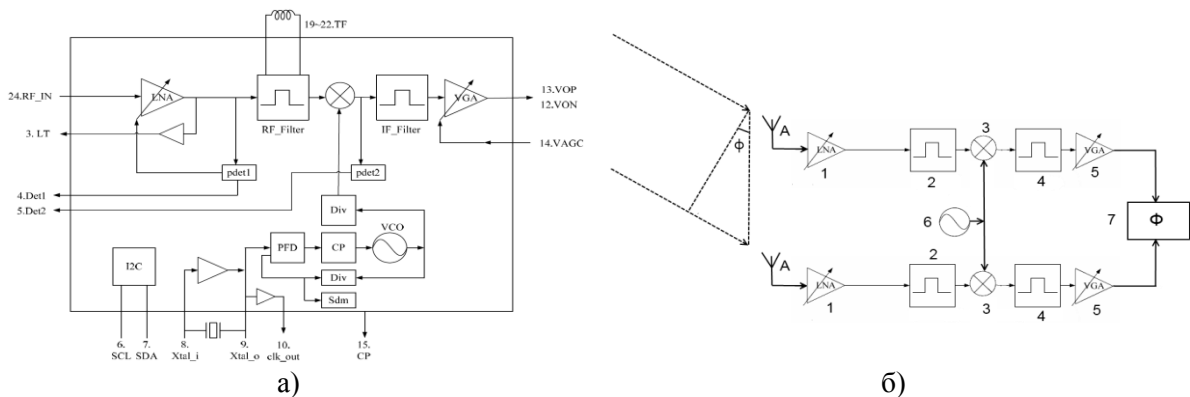 19~22.TF
24.RF_IN
LNA
RF_Filter
IF_Filter
VGA
13.VOP
12.VON
3. LT
14.VAGC
pdet1
pdet2
4.Det1
5.Det2
Div
VCO
PFD
CP
I2C
Div
Sdm
6.
SCL
7.
SDA
8.
Xtal_i
9.
Xtal_o
10.
clk_out
15.
CP
а)
ϕ
A
LNA
1
2
3
4
VGA
5
6
7
Φ
A
LNA
1
2
3
4
VGA
5
б)